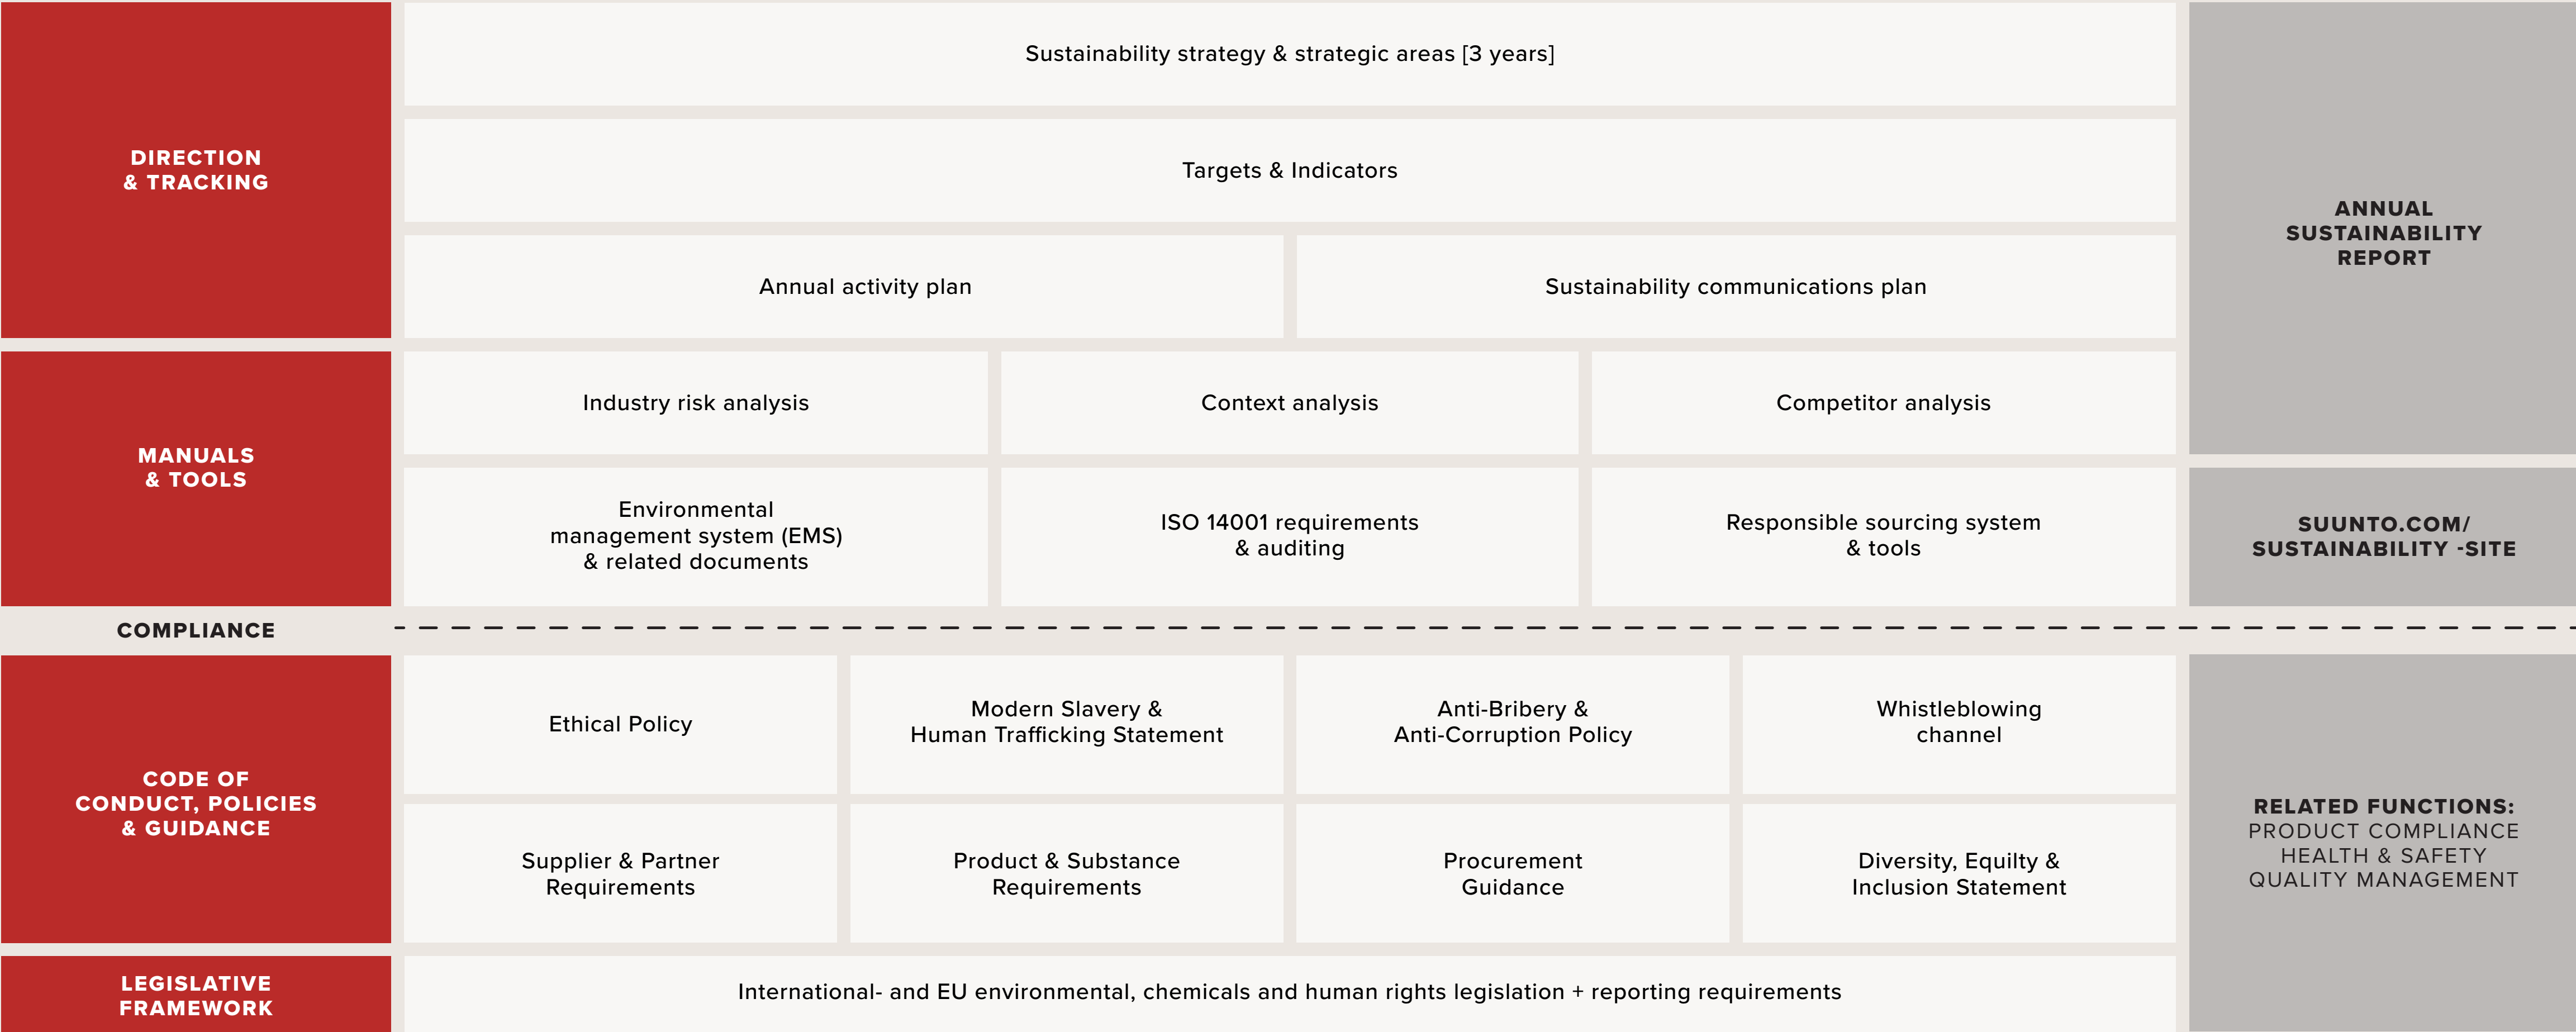 DIRECTION
& TRACKING
Sustainability strategy & strategic areas [3 years]
Targets & Indicators
Annual activity plan
Sustainability communications plan
ANNUAL
SUSTAINABILITY
REPORT
MANUALS
& TOOLS
Industry risk analysis
Context analysis
Competitor analysis
Environmental
management system (EMS)
& related documents
ISO 14001 requirements
& auditing
Responsible sourcing system
& tools
SUUNTO.COM/
SUSTAINABILITY -SITE
COMPLIANCE
CODE OF
CONDUCT, POLICIES
& GUIDANCE
Ethical Policy
Modern Slavery &
Human Trafficking Statement
Anti-Bribery &
Anti-Corruption Policy
Whistleblowing
channel
Supplier & Partner
Requirements
Product & Substance
Requirements
Procurement
Guidance
Diversity, Equilty &
Inclusion Statement
RELATED FUNCTIONS:
PRODUCT COMPLIANCE
HEALTH & SAFETY
QUALITY MANAGEMENT
LEGISLATIVE
FRAMEWORK
International- and EU environmental, chemicals and human rights legislation + reporting requirements